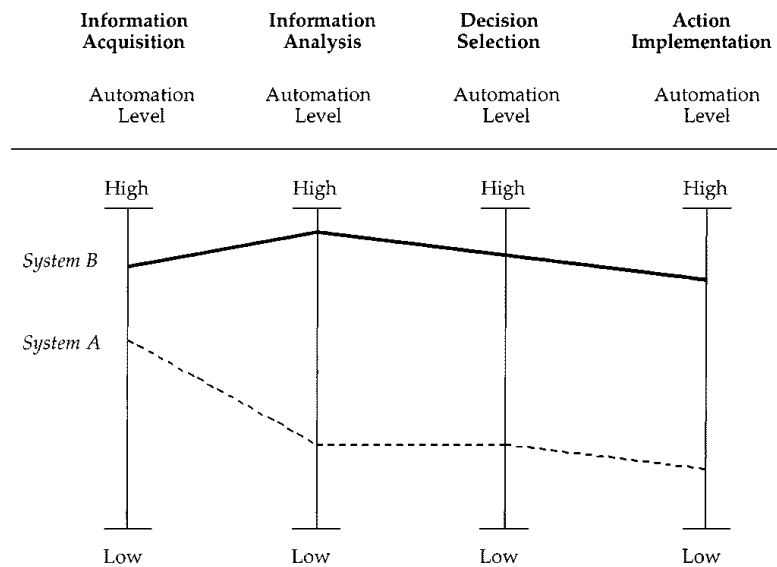 Information Information Decision Action
Acquisition Analysis Selection Implementation
Automation Automation Automation Automation
Level Level Level Level
High High High High
System B
System A
Low Low Low Low